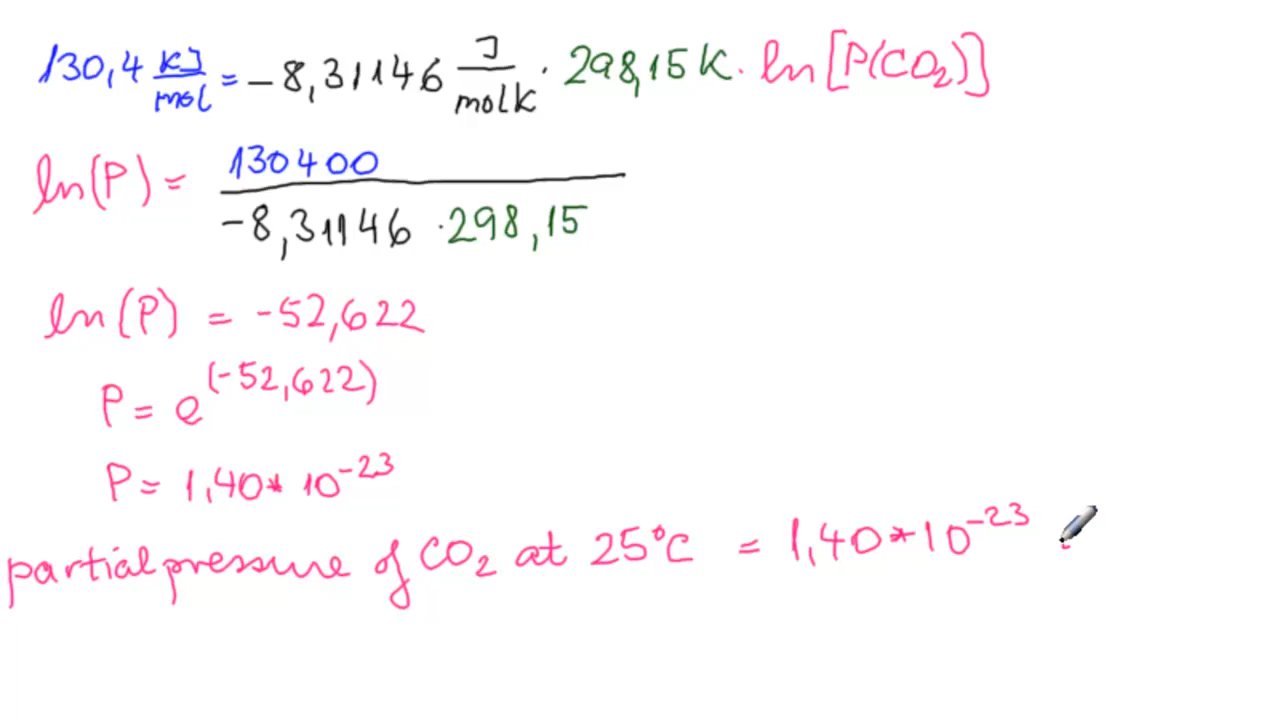 130,4 kJ/mol = -8,31146 J/molK · 298,15K · ln[P(CO₂)]
ln(P) = 130400 / -8,31146 · 298,15
ln(P) = -52,622
P = e^(-52,622)
P = 1,40* 10^-23
partial pressure of CO₂ at 25°C = 1,40*10^-23